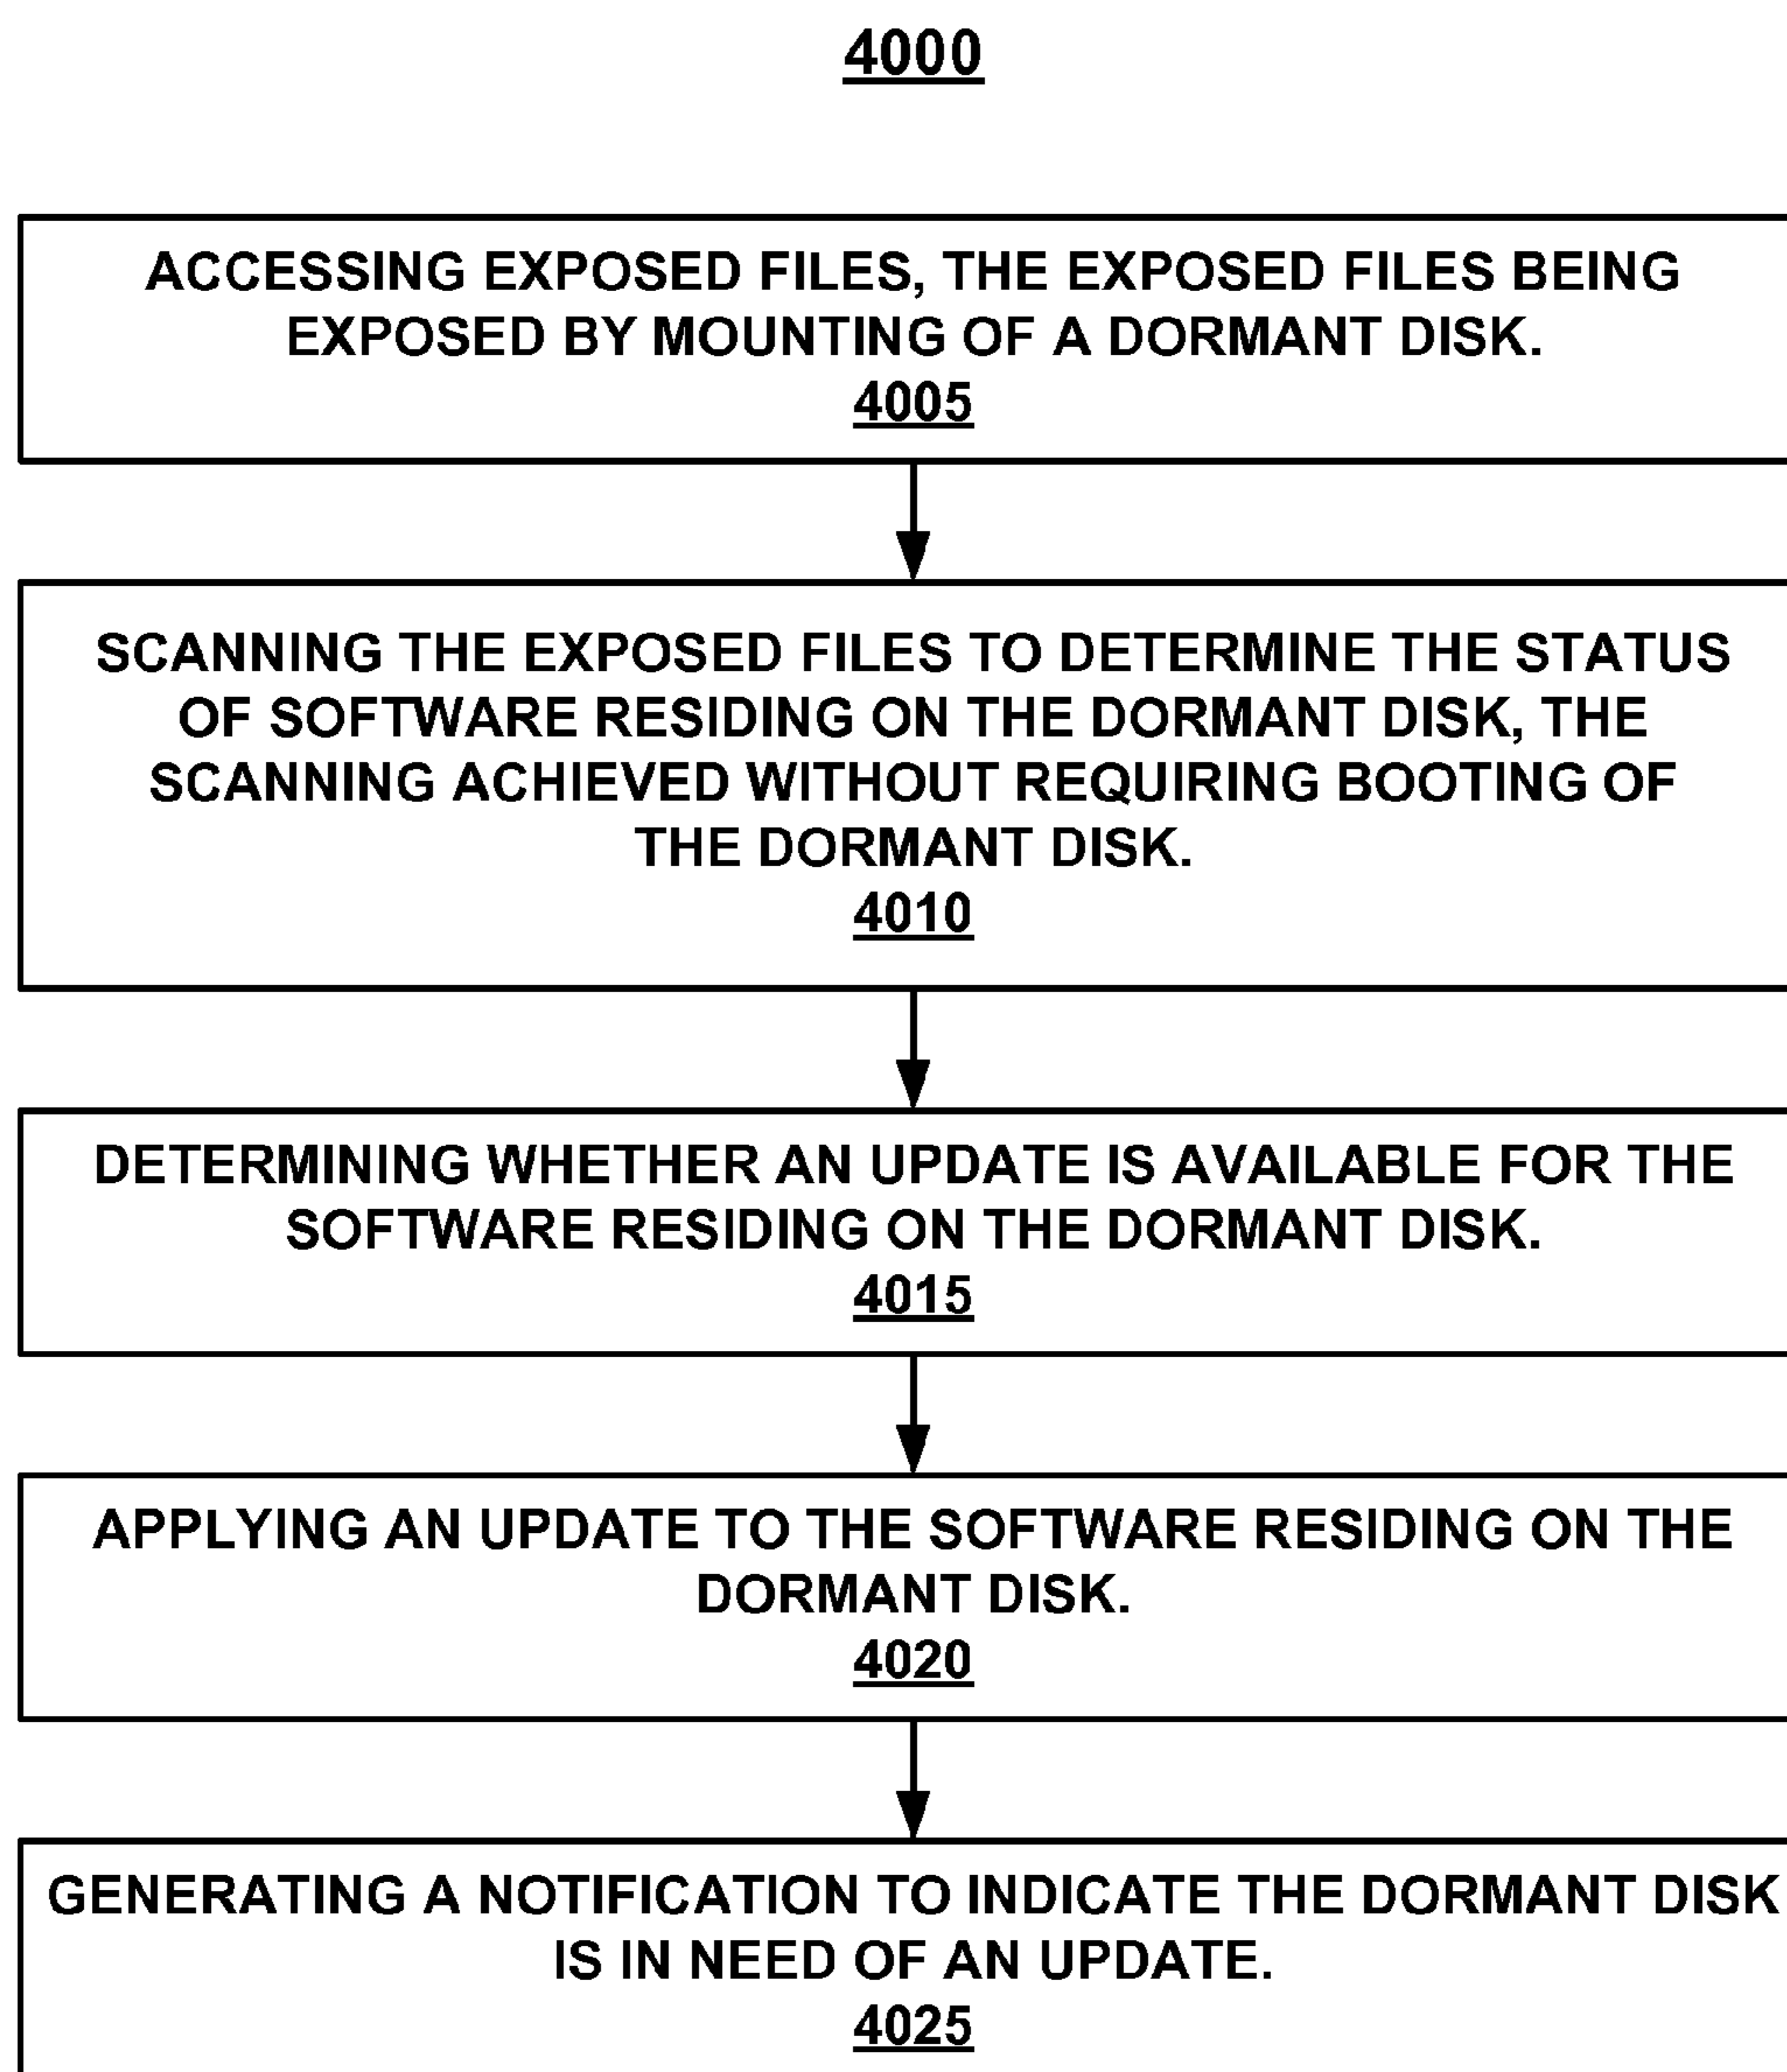 4000
ACCESSING EXPOSED FILES, THE EXPOSED FILES BEING
EXPOSED BY MOUNTING OF A DORMANT DISK.
4005
SCANNING THE EXPOSED FILES TO DETERMINE THE STATUS
OF SOFTWARE RESIDING ON THE DORMANT DISK, THE
SCANNING ACHIEVED WITHOUT REQUIRING BOOTING OF
THE DORMANT DISK.
4010
DETERMINING WHETHER AN UPDATE IS AVAILABLE FOR THE
SOFTWARE RESIDING ON THE DORMANT DISK.
4015
APPLYING AN UPDATE TO THE SOFTWARE RESIDING ON THE
DORMANT DISK.
4020
GENERATING A NOTIFICATION TO INDICATE THE DORMANT DISK
IS IN NEED OF AN UPDATE.
4025